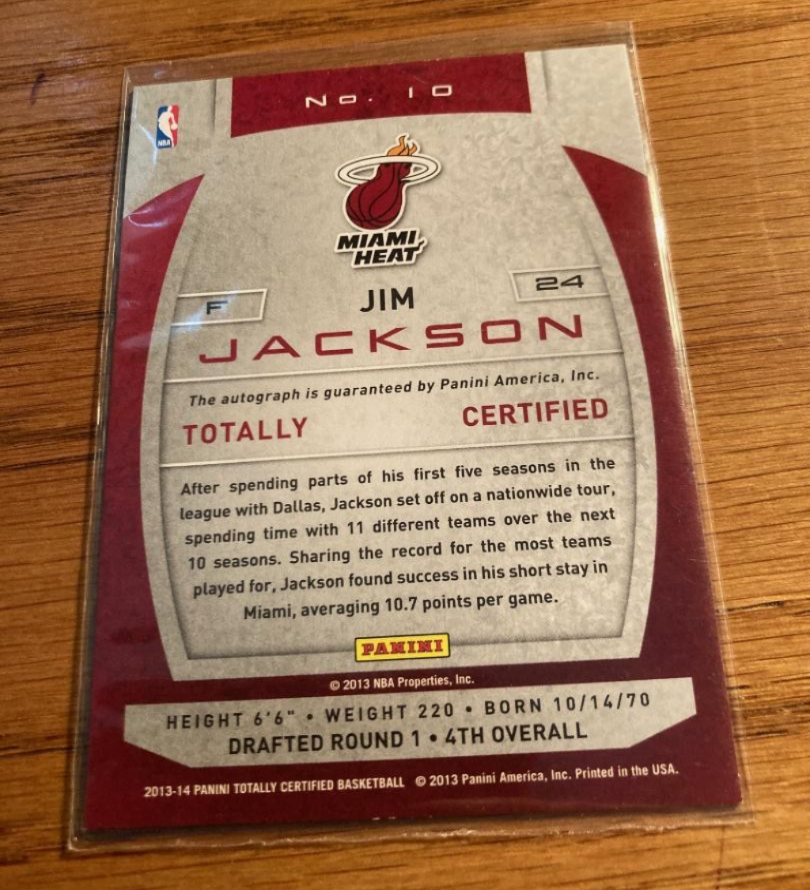 No. 10
NBA
MIAMI
HEAT
F
JIM
24
JACKSON
The autograph is guaranteed by Panini America, Inc.
TOTALLY CERTIFIED
After spending parts of his first five seasons in the
league with Dallas, Jackson set off on a nationwide tour,
spending time with 11 different teams over the next
10 seasons. Sharing the record for the most teams
played for, Jackson found success in his short stay in
Miami, averaging 10.7 points per game.
PANINI
© 2013 NBA Properties, Inc.
HEIGHT 6'6" • WEIGHT 220 • BORN 10/14/70
DRAFTED ROUND 1 • 4TH OVERALL
2013-14 PANINI TOTALLY CERTIFIED BASKETBALL © 2013 Panini America, Inc. Printed in the USA.